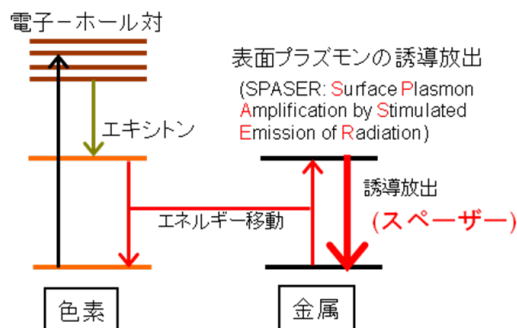 電子－ホール対
表面プラズモンの誘導放出
(SPASER: Surface Plasmon
Amplification by Stimulated
Emission of Radiation)
エキシトン
誘導放出
(スペーザー)
エネルギー移動
色素
金属